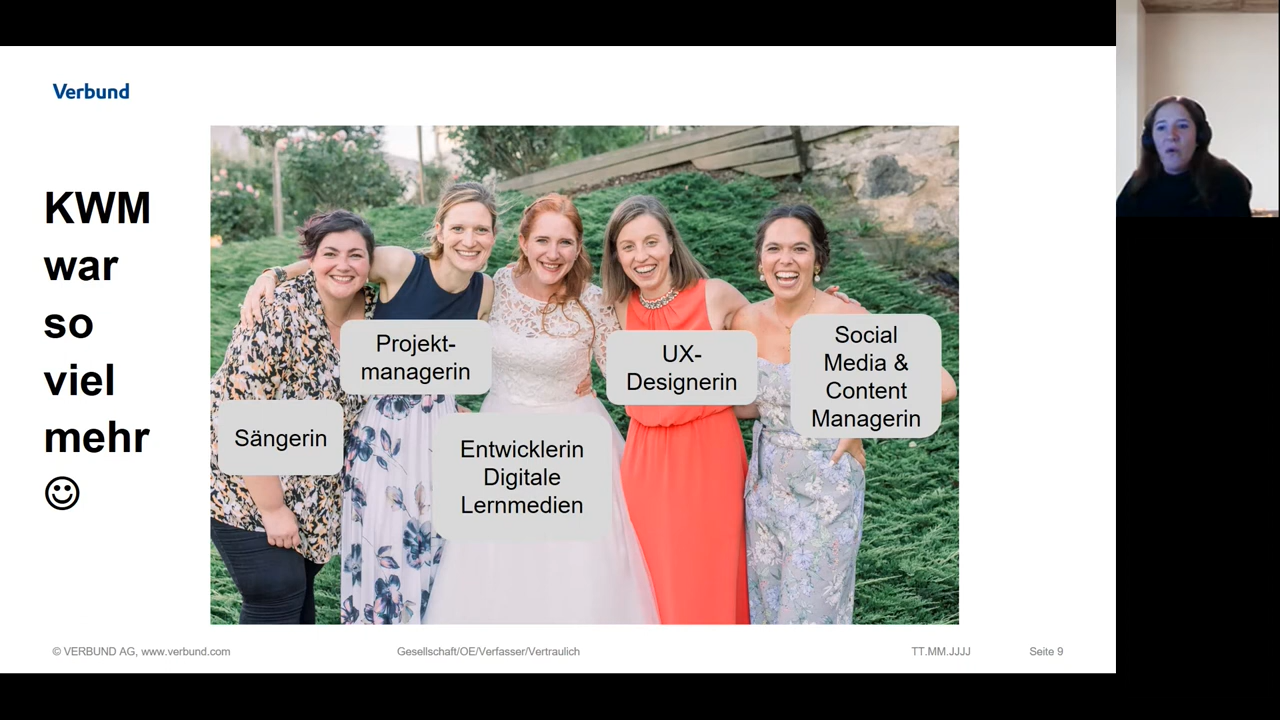 Verbund
KWM
war
so
viel
mehr
☺
Sängerin
Projekt-
managerin
Entwicklerin
Digitale
Lernmedien
UX-
Designerin
Social
Media &
Content
Managerin
© VERBUND AG, www.verbund.com
Gesellschaft/OE/Verfasser/Vertraulich
TT.MM.JJJJ
Seite 9